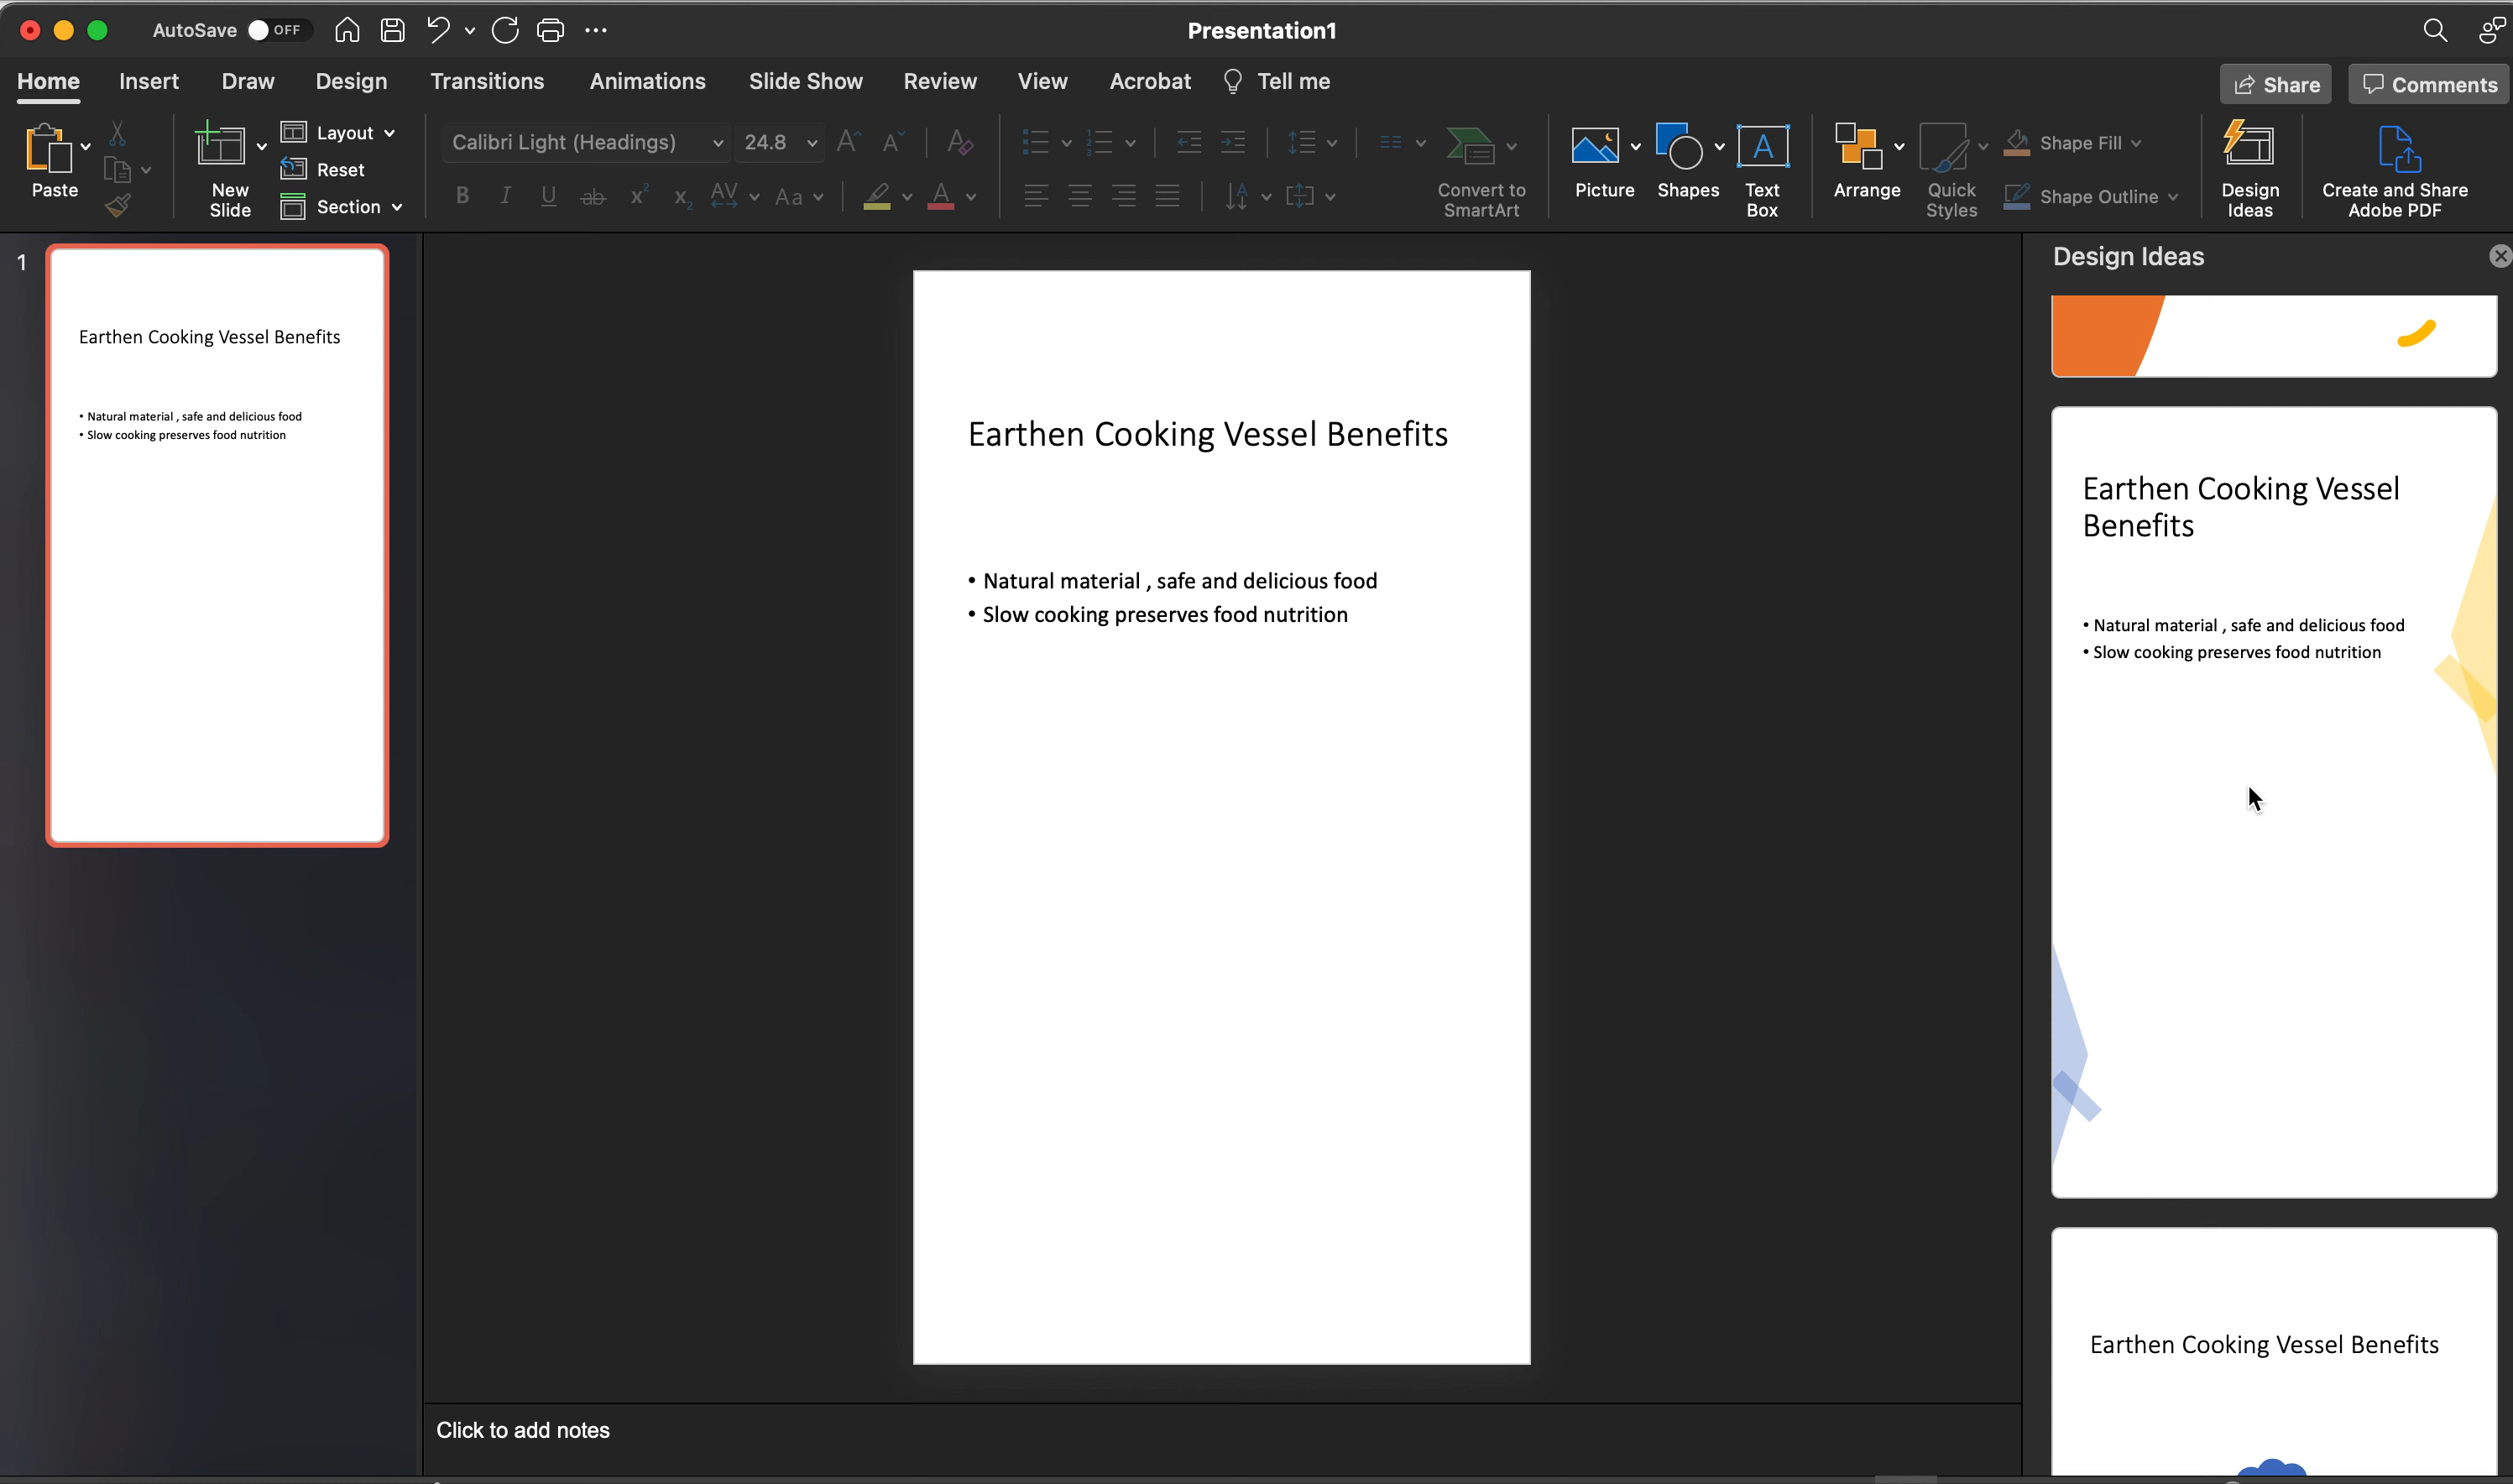 AutoSave OFF
Presentation1
Home Insert Draw Design Transitions Animations Slide Show Review View Acrobat Tell me
Share Comments
Paste
New Slide
Layout
Reset
Section
Calibri Light (Headings) 24.8
Convert to SmartArt
Picture
Shapes
Text Box
Arrange
Quick Styles
Shape Fill
Shape Outline
Design Ideas
Create and Share Adobe PDF
1
Earthen Cooking Vessel Benefits
• Natural material , safe and delicious food
• Slow cooking preserves food nutrition
Earthen Cooking Vessel Benefits
• Natural material , safe and delicious food
• Slow cooking preserves food nutrition
Click to add notes
Design Ideas
Earthen Cooking Vessel
Benefits
• Natural material , safe and delicious food
• Slow cooking preserves food nutrition
Earthen Cooking Vessel Benefits